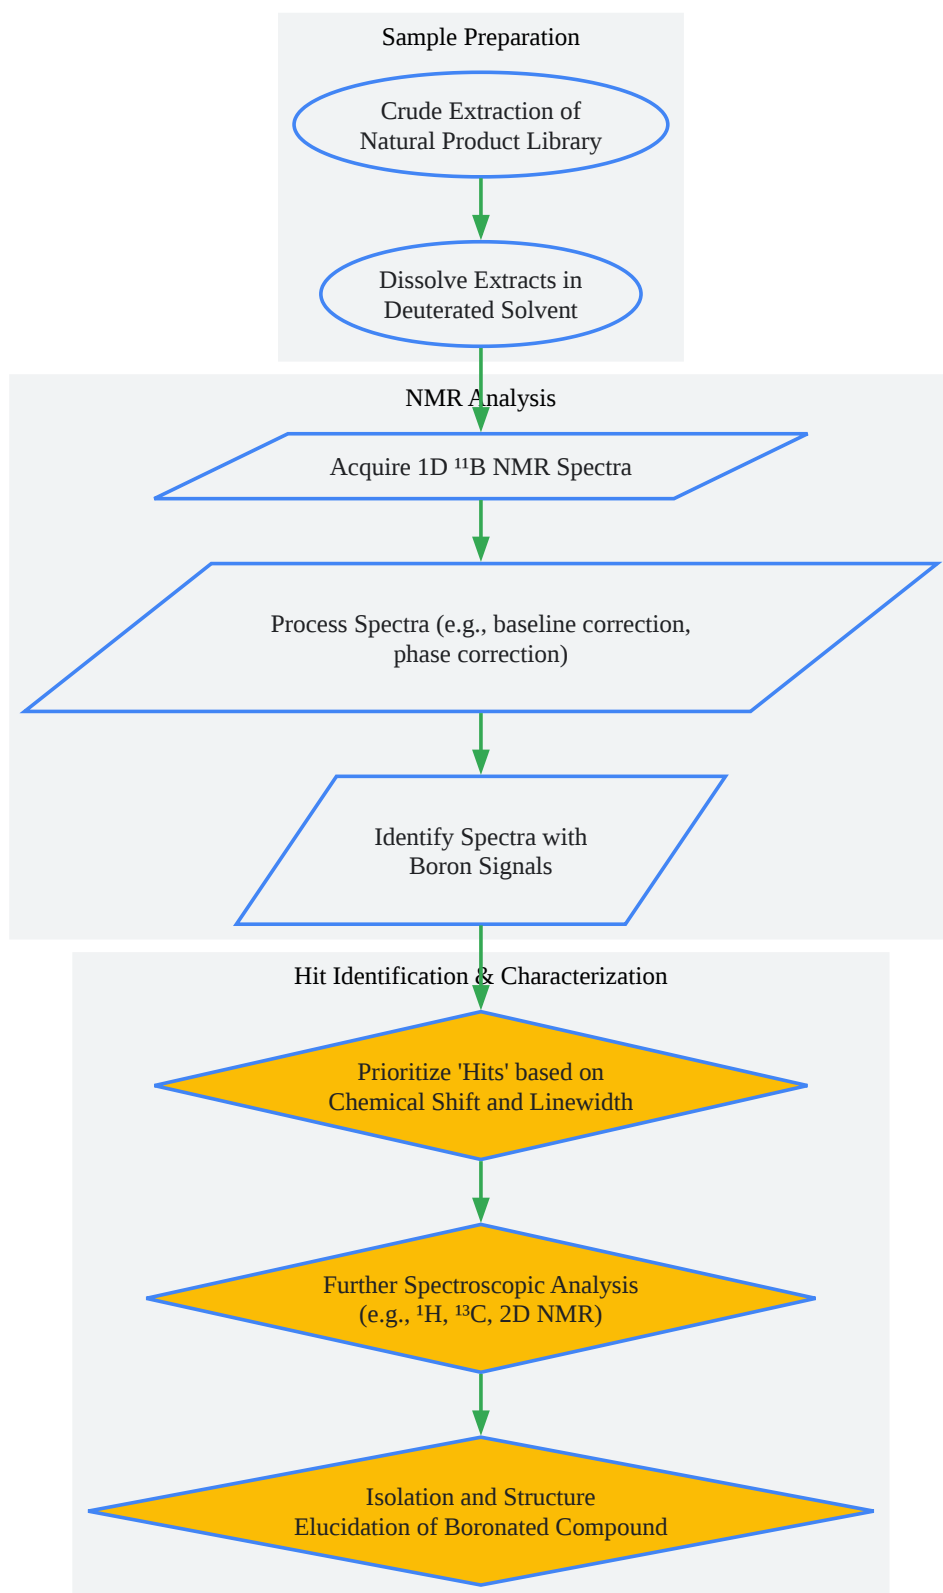 Sample Preparation
Crude Extraction of
Natural Product Library
Dissolve Extracts in
Deuterated Solvent
NMR Analysis
Acquire 1D ¹¹B NMR Spectra
Process Spectra (e.g., baseline correction,
phase correction)
Identify Spectra with
Boron Signals
Hit Identification & Characterization
Prioritize 'Hits' based on
Chemical Shift and Linewidth
Further Spectroscopic Analysis
(e.g., ¹H, ¹³C, 2D NMR)
Isolation and Structure
Elucidation of Boronated Compound